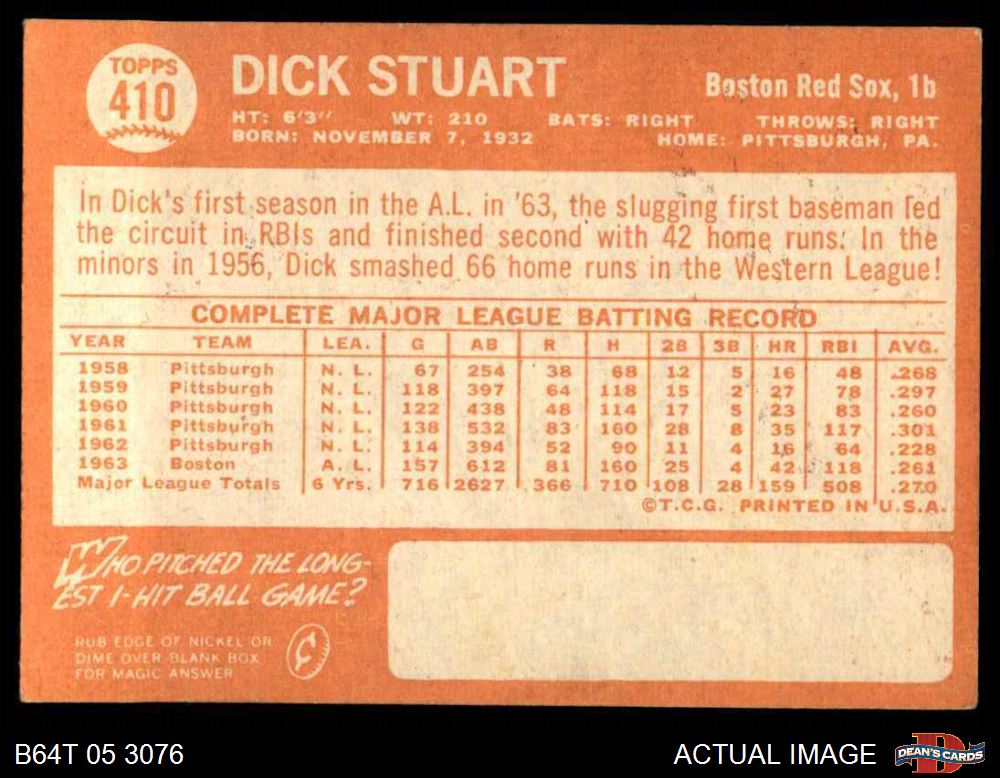 TOPPS
410
DICK STUART
Boston Red Sox, 1b
HT: 6'3" WT: 210 BATS: RIGHT THROWS: RIGHT
BORN: NOVEMBER 7, 1932 HOME: PITTSBURGH, PA.
In Dick's first season in the A.L. in '63, the slugging first baseman led
the circuit in RBIs and finished second with 42 home runs. In the
minors in 1956, Dick smashed 66 home runs in the Western League!
COMPLETE MAJOR LEAGUE BATTING RECORD
YEAR TEAM LEA. G AB R H 2B 3B HR RBI AVG.
1958 Pittsburgh N. L. 67 254 38 68 12 5 16 48 .268
1959 Pittsburgh N. L. 118 397 64 118 15 2 27 78 .297
1960 Pittsburgh N. L. 122 438 48 114 17 5 23 83 .260
1961 Pittsburgh N. L. 138 532 83 160 28 8 35 117 .301
1962 Pittsburgh N. L. 114 394 52 90 11 4 16 64 .228
1963 Boston A. L. 157 612 81 160 25 4 42 118 .261
Major League Totals 6 Yrs. 716 2627 366 710 108 28 159 508 .270
©T.C.G. PRINTED IN U.S.A.
WHO PITCHED THE LONG-
EST 1-HIT BALL GAME?
RUB EDGE OF NICKEL OR
DIME OVER BLANK BOX
FOR MAGIC ANSWER
B64T 05 3076
ACTUAL IMAGE
DEAN'S CARDS